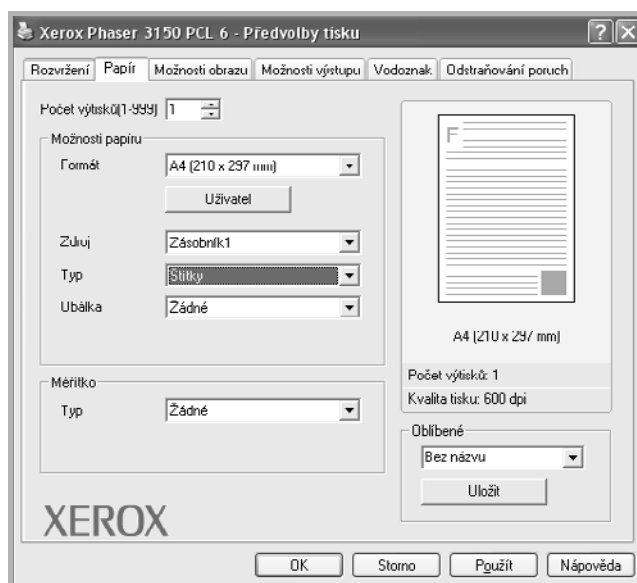 Xerox Phaser 3150 PCL 6 - Předvolby tisku
Rozvržení Papír Možnosti obrazu Možnosti výstupu Vodoznak Odstraňování poruch
Počet výtisků(1-999) 1
Možnosti papíru
Formát A4 (210 x 297 mm)
Uživatel
Zdroj Zásobník1
Typ Štítky
Obálka Žádné
Měřítko
Typ Žádné
F
A4 (210 x 297 mm)
Počet výtisků: 1
Kvalita tisku: 600 dpi
Oblíbené
Bez názvu
Uložit
XEROX
OK Storno Použít Nápověda